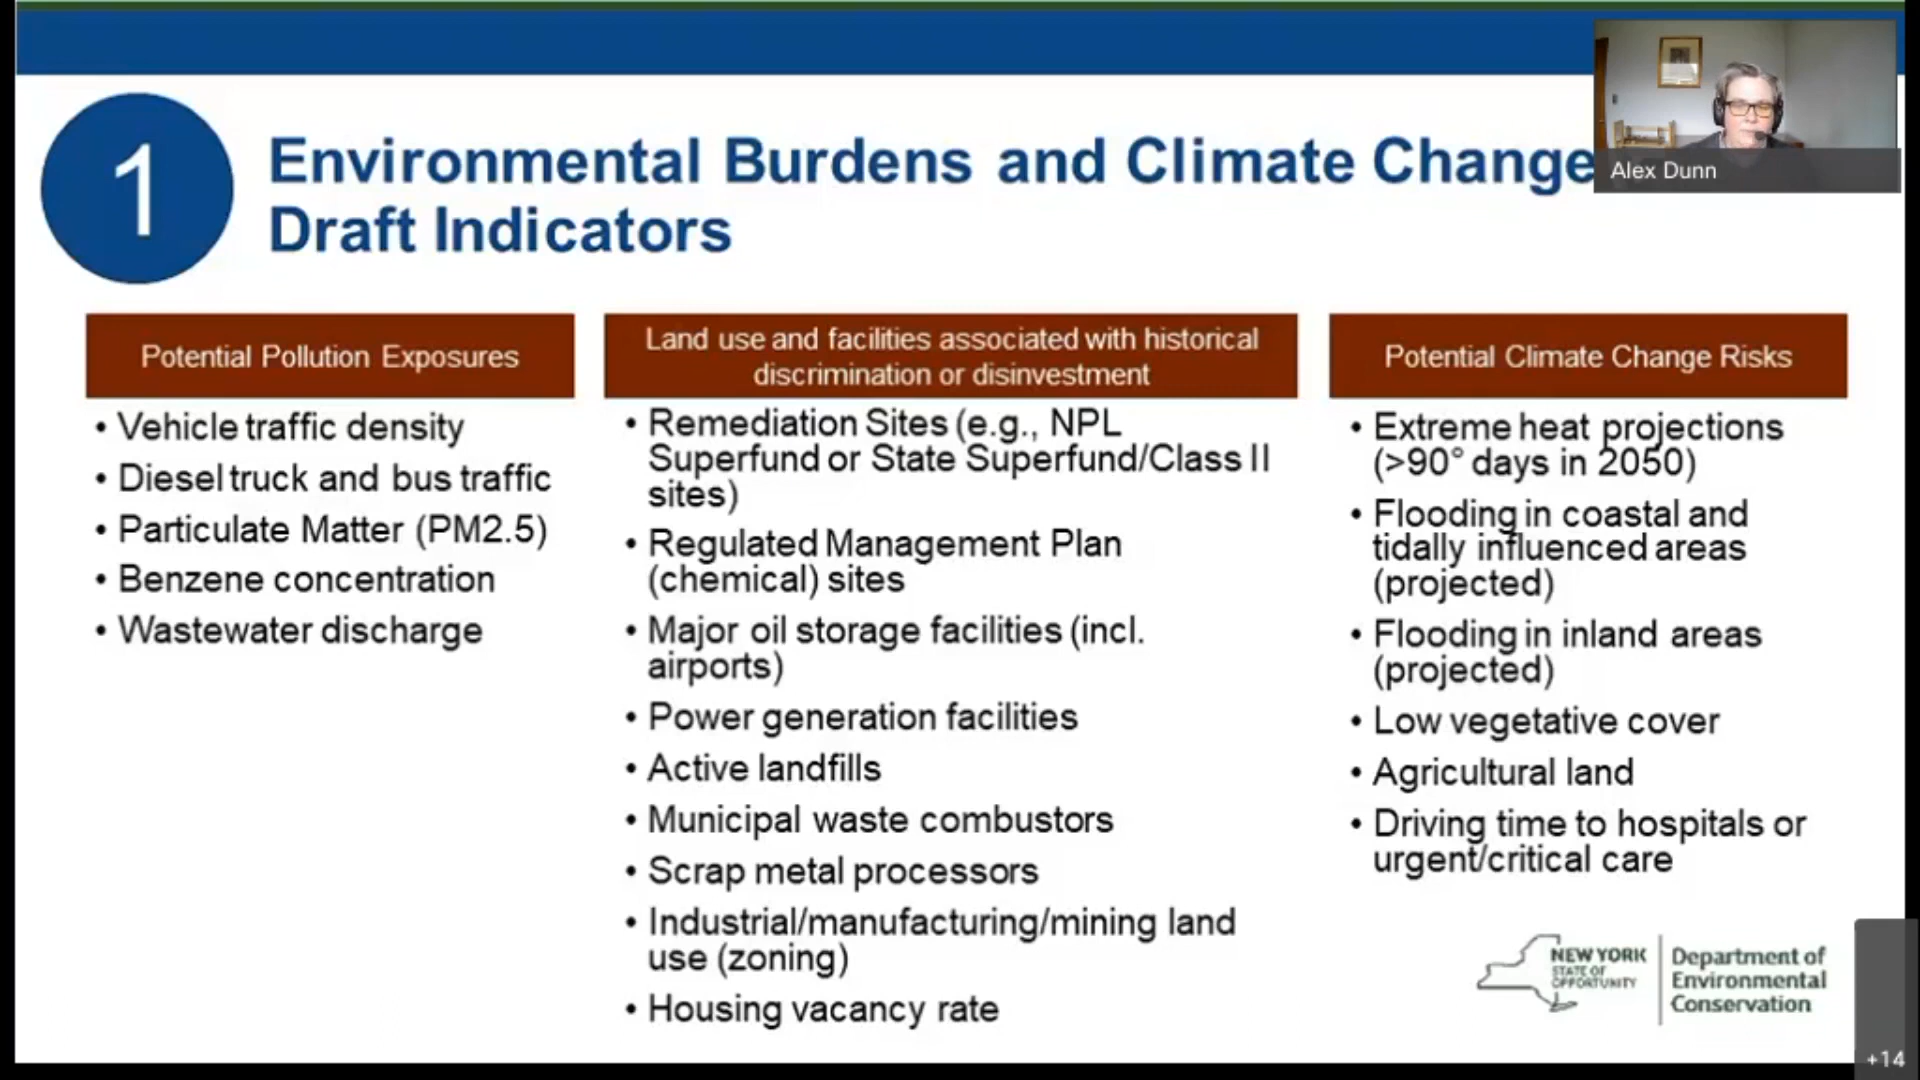 1
Environmental Burdens and Climate Change
Draft Indicators
Alex Dunn
Potential Pollution Exposures
• Vehicle traffic density
• Diesel truck and bus traffic
• Particulate Matter (PM2.5)
• Benzene concentration
• Wastewater discharge
Land use and facilities associated with historical
discrimination or disinvestment
• Remediation Sites (e.g., NPL
Superfund or State Superfund/Class II
sites)
• Regulated Management Plan
(chemical) sites
• Major oil storage facilities (incl.
airports)
• Power generation facilities
• Active landfills
• Municipal waste combustors
• Scrap metal processors
• Industrial/manufacturing/mining land
use (zoning)
• Housing vacancy rate
Potential Climate Change Risks
• Extreme heat projections
(>90° days in 2050)
• Flooding in coastal and
tidally influenced areas
(projected)
• Flooding in inland areas
(projected)
• Low vegetative cover
• Agricultural land
• Driving time to hospitals or
urgent/critical care
NEW YORK
STATE OF
OPPORTUNITY
Department of
Environmental
Conservation
+14